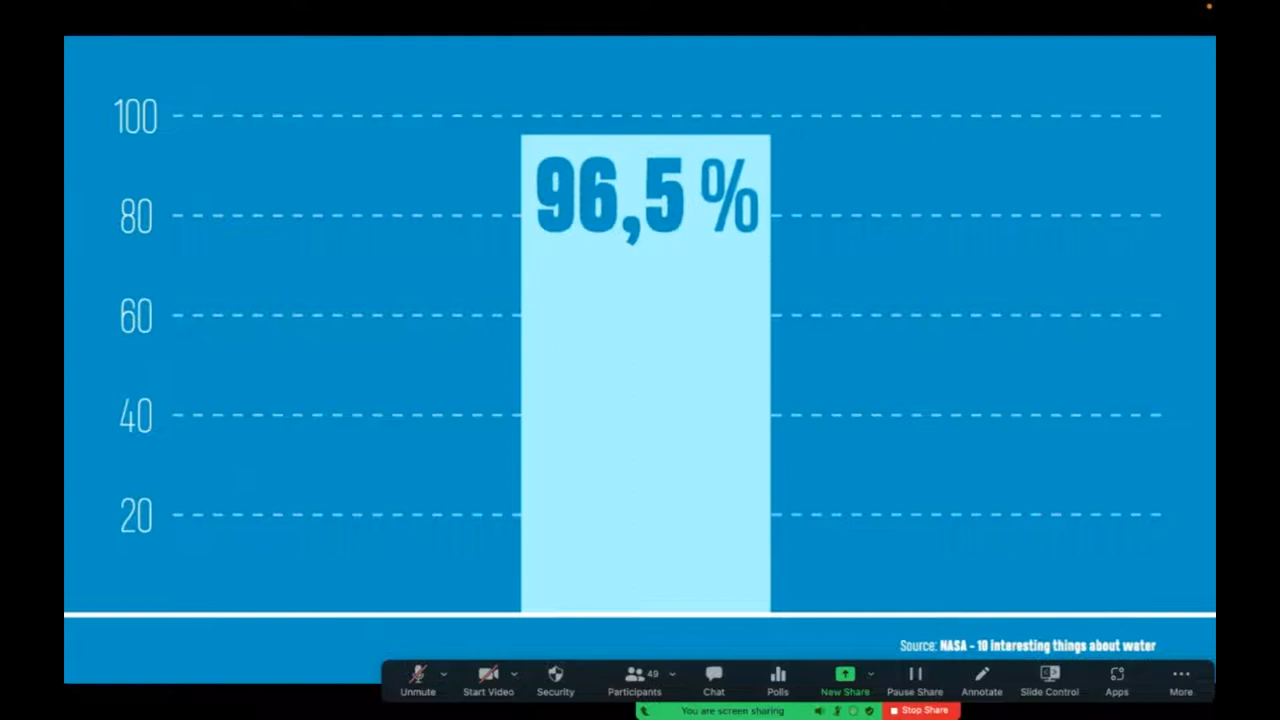 100
96,5 %
80
60
40
20
Source: NASA - 10 interesting things about water
49
Unmute
Start Video
Security
Participants
Chat
Polls
New Share
Pause Share
Annotate
Slide Control
Apps
More
You are screen sharing
Stop Share